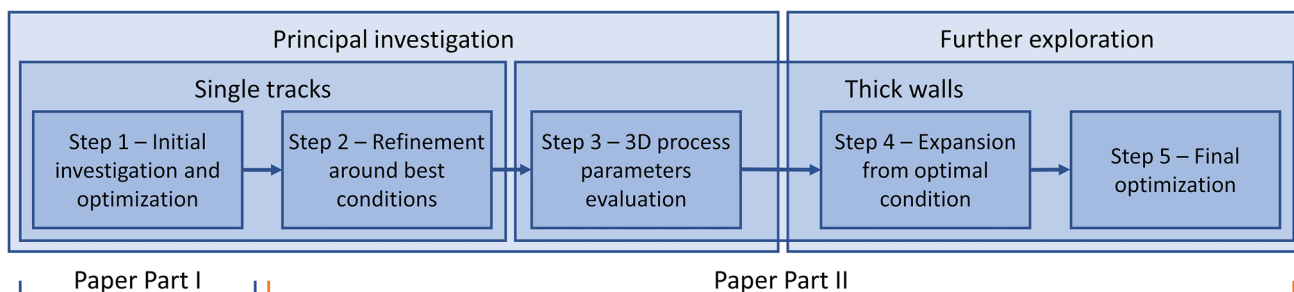 Principal investigation
Further exploration
Single tracks
Thick walls
Step 1 – Initial
investigation and
optimization
Step 2 – Refinement
around best
conditions
Step 3 – 3D process
parameters
evaluation
Step 4 – Expansion
from optimal
condition
Step 5 – Final
optimization
Paper Part I
Paper Part II